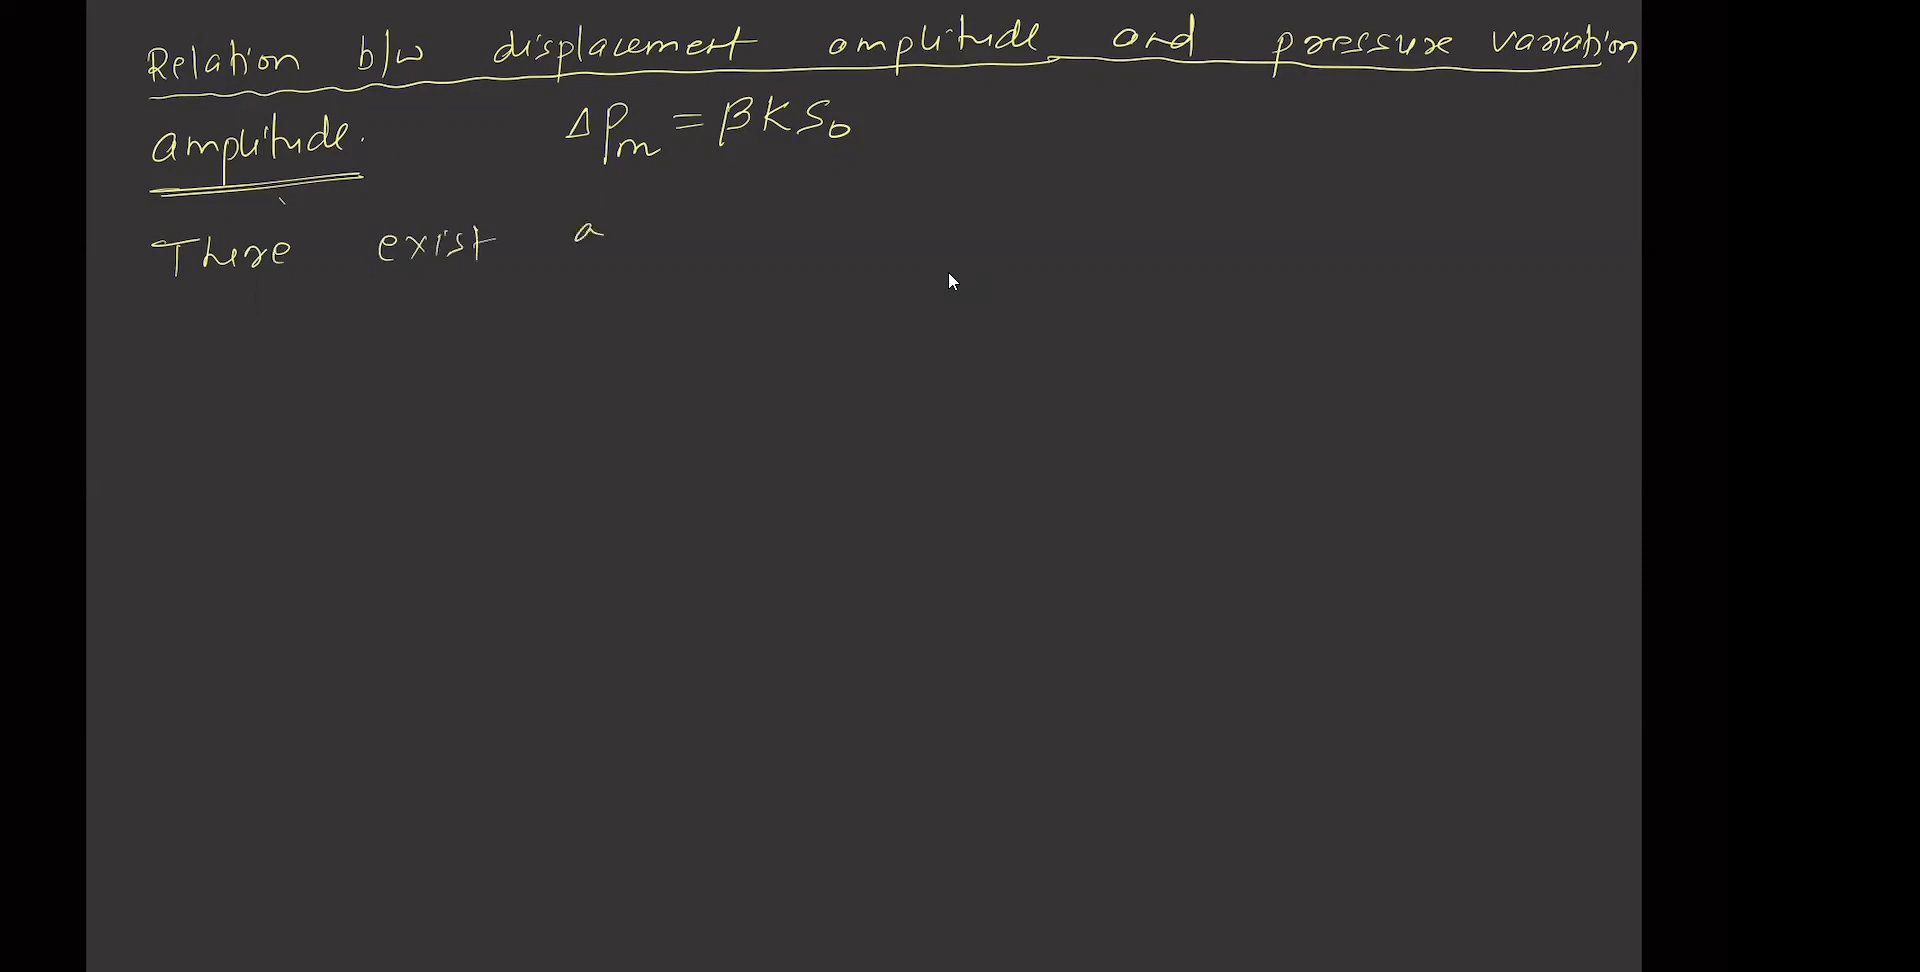 Relation b/w displacement amplitude and pressure variation
amplitude. ΔPm = βKS₀
There exist a